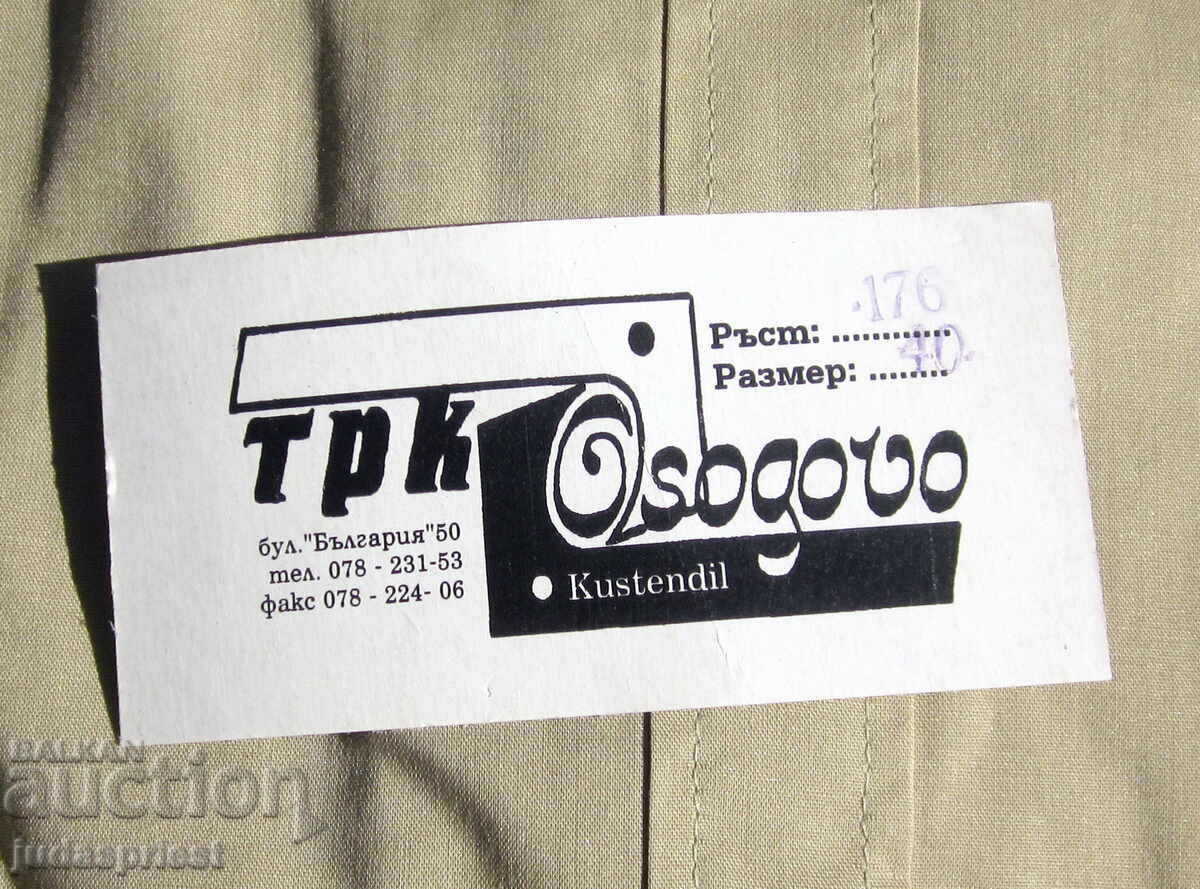 Ръст: ............ .176
Размер: ........ 40.
трк Osogovo
бул."България"50
тел. 078 - 231-53
факс 078 - 224- 06
Kustendil
BALKAN
auction
judaspriest